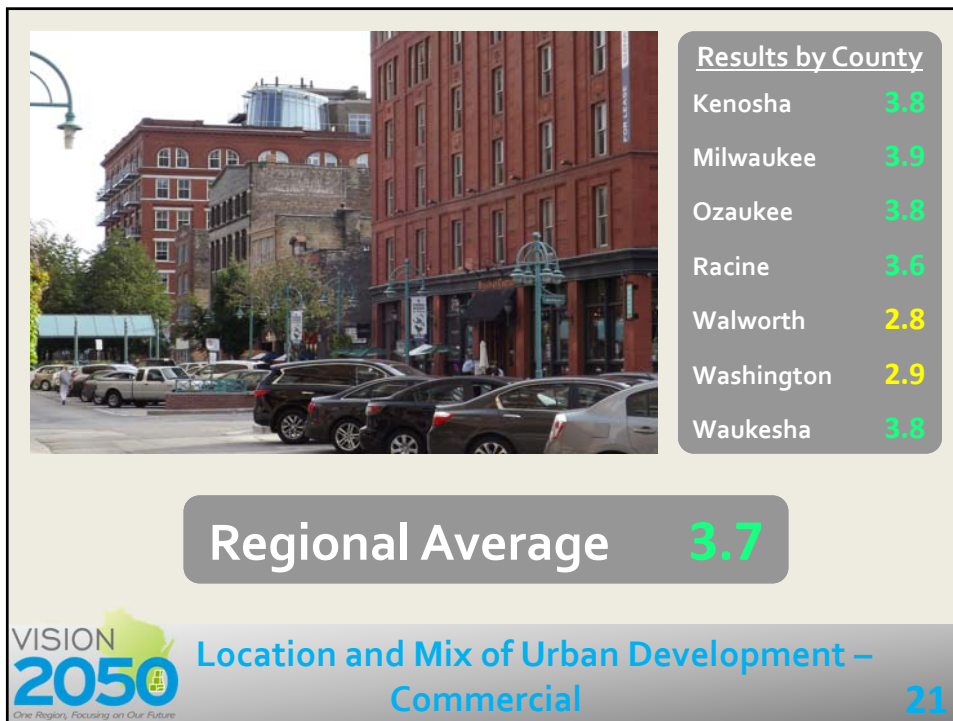 FOR LEASE
Results by County
Kenosha 3.8
Milwaukee 3.9
Ozaukee 3.8
Racine 3.6
Walworth 2.8
Washington 2.9
Waukesha 3.8
Regional Average 3.7
VISION
2050
One Region, Focusing on Our Future
Location and Mix of Urban Development –
Commercial
21